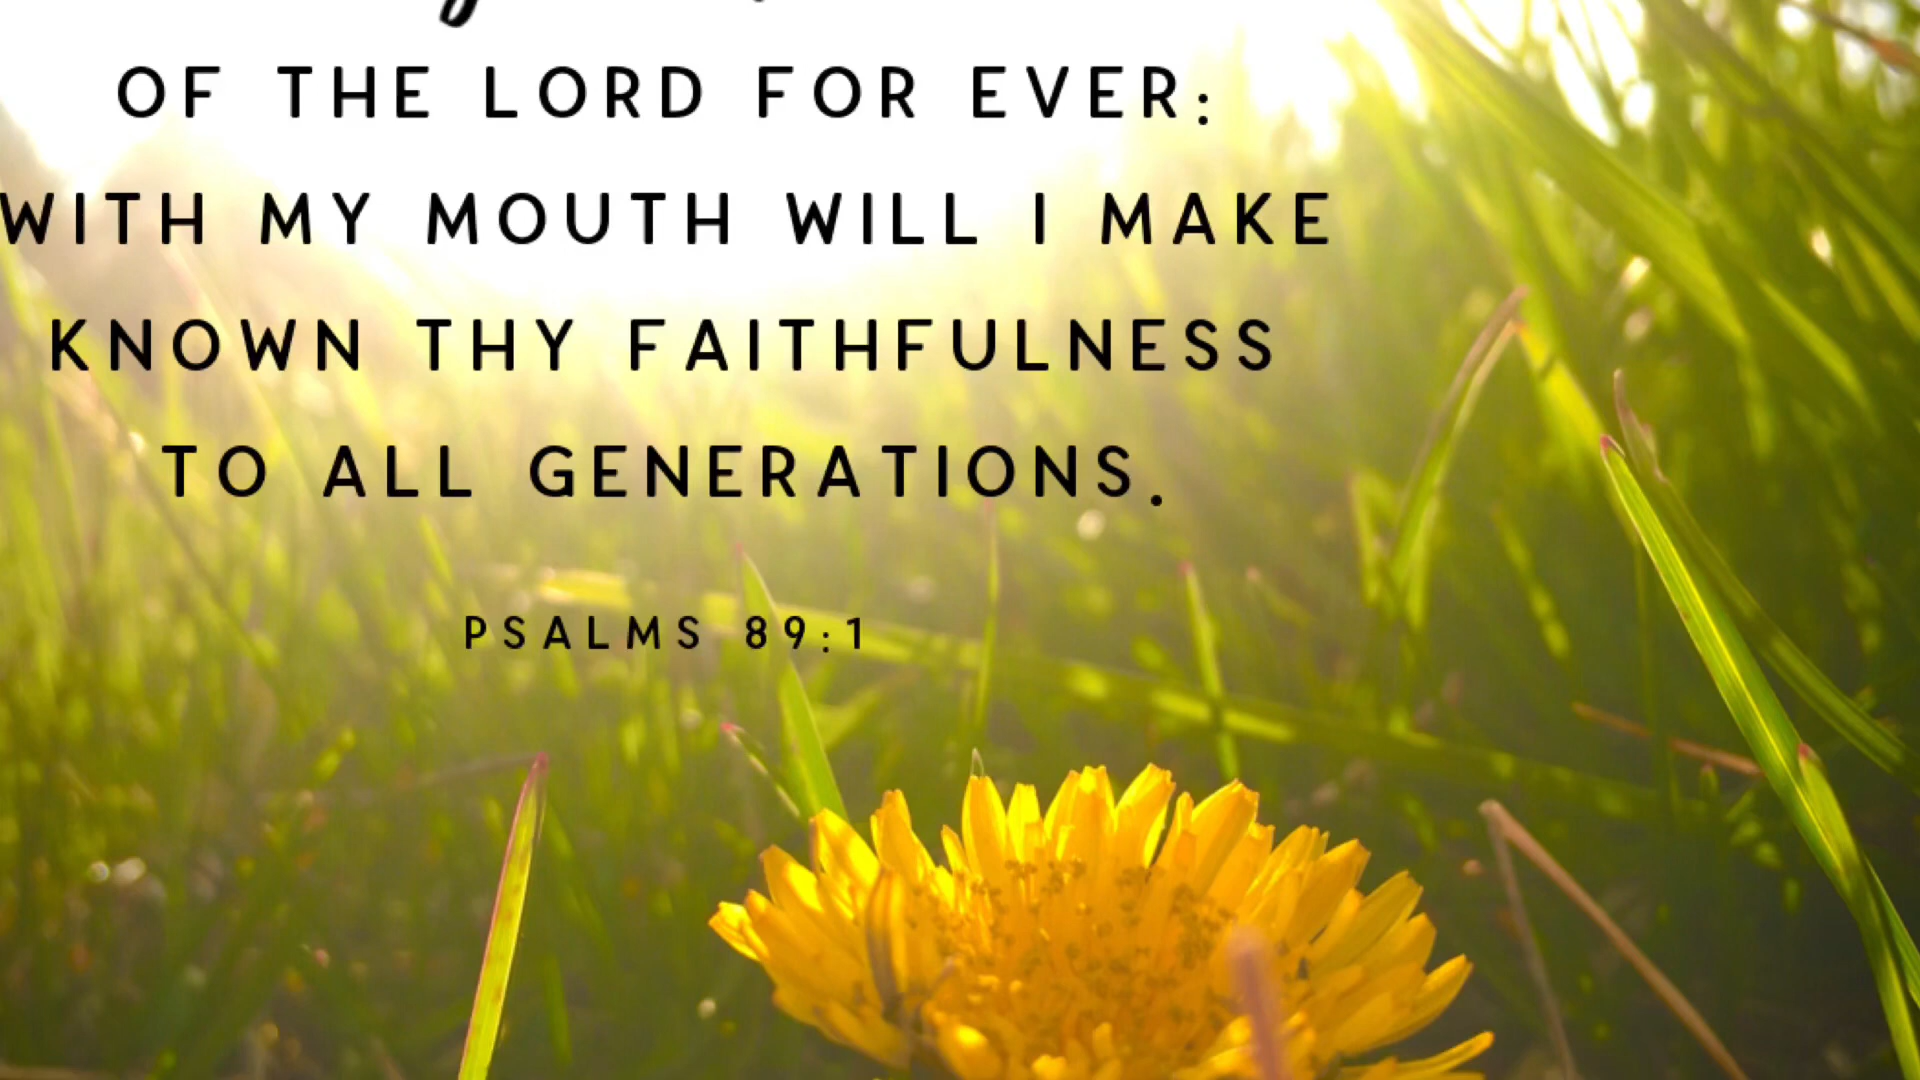 OF THE LORD FOR EVER:
WITH MY MOUTH WILL I MAKE
KNOWN THY FAITHFULNESS
TO ALL GENERATIONS.
PSALMS 89:1